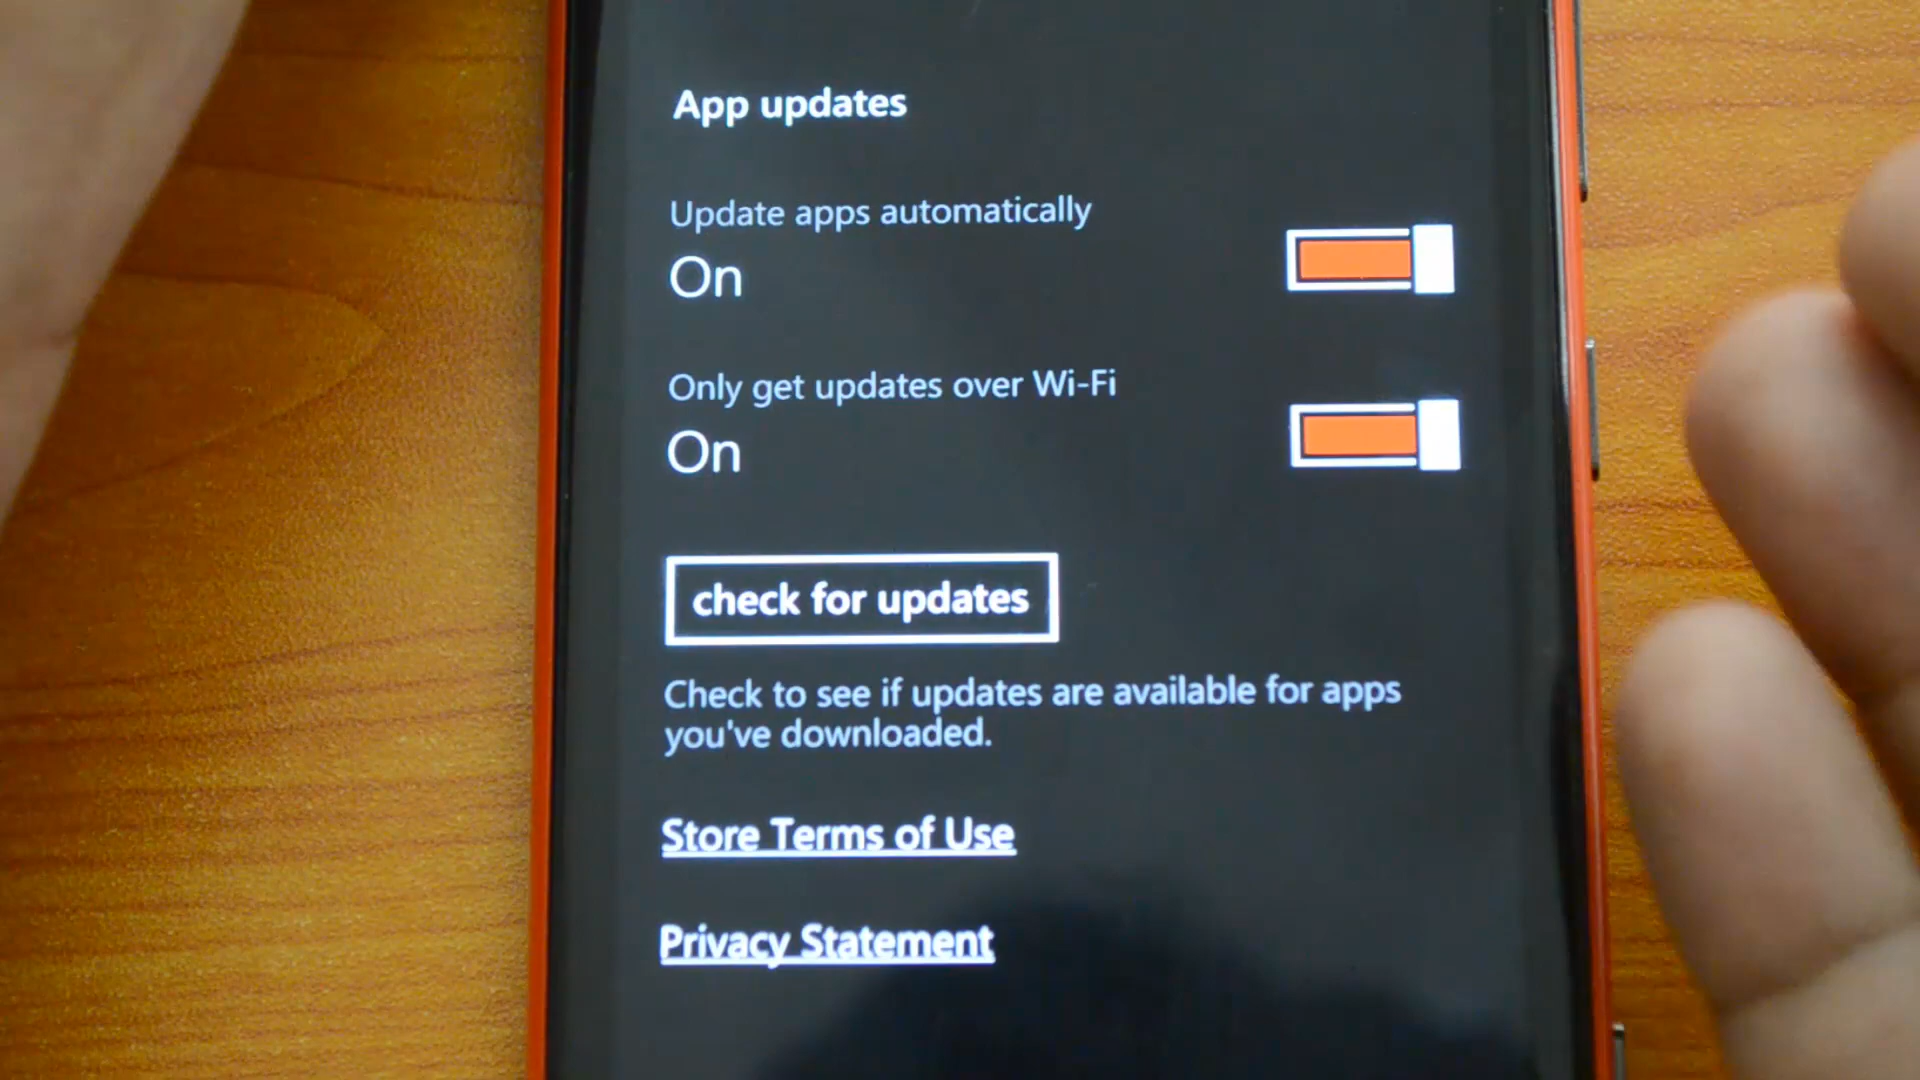 App updates
Update apps automatically
On
Only get updates over Wi-Fi
On
check for updates
Check to see if updates are available for apps
you've downloaded.
Store Terms of Use
Privacy Statement